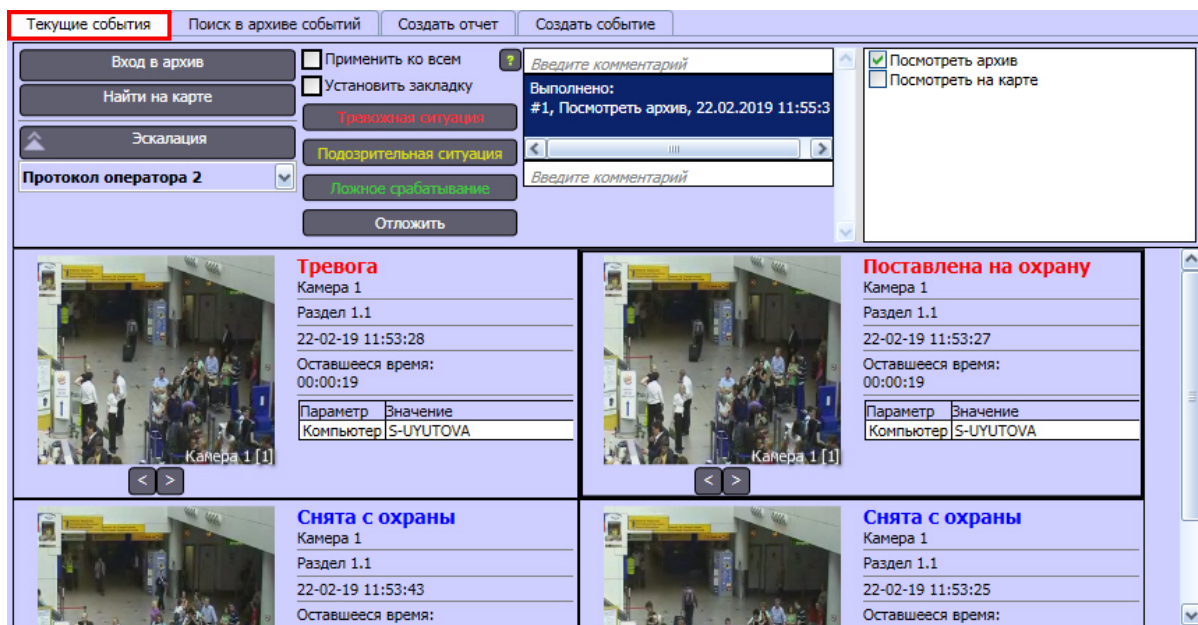 Текущие события
Поиск в архиве событий
Создать отчет
Создать событие
Вход в архив
Найти на карте
Эскалация
Протокол оператора 2
Применить ко всем
?
Установить закладку
Тревожная ситуация
Подозрительная ситуация
Ложное срабатывание
Отложить
Введите комментарий
Выполнено:
#1, Посмотреть архив, 22.02.2019 11:55:3
Введите комментарий
Посмотреть архив
Посмотреть на карте
Тревога
Камера 1
Раздел 1.1
22-02-19 11:53:28
Оставшееся время:
00:00:19
Параметр Значение
Компьютер S-UYUTOVA
Камера 1 [1]
< >
Поставлена на охрану
Камера 1
Раздел 1.1
22-02-19 11:53:27
Оставшееся время:
00:00:19
Параметр Значение
Компьютер S-UYUTOVA
Камера 1 [1]
< >
Снята с охраны
Камера 1
Раздел 1.1
22-02-19 11:53:43
Оставшееся время:
Снята с охраны
Камера 1
Раздел 1.1
22-02-19 11:53:25
Оставшееся время: